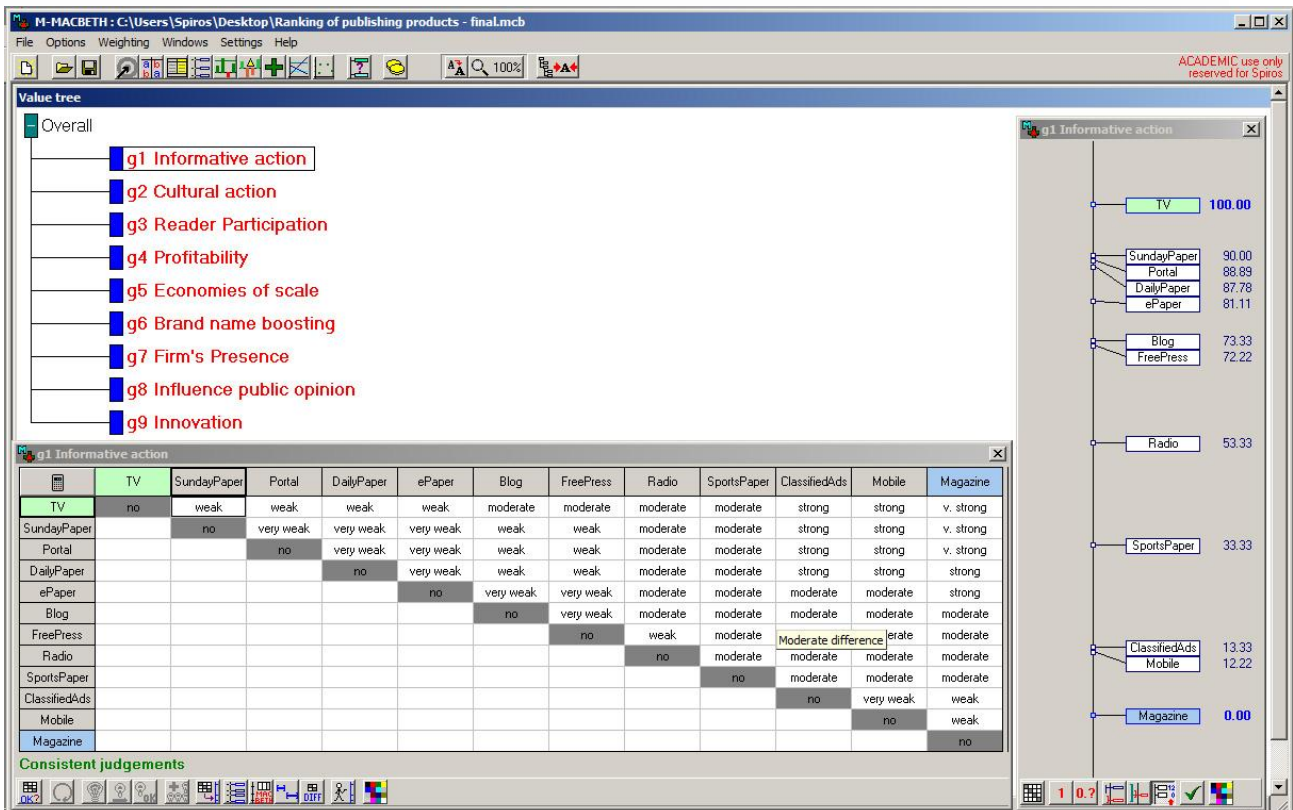 M-MACBETH : C:\Users\Spiros\Desktop\Ranking of publishing products - final.mcb
File Options Weighting Windows Settings Help
100%
ACADEMIC use only
reserved for Spiros
Value tree
Overall
g1 Informative action
g2 Cultural action
g3 Reader Participation
g4 Profitability
g5 Economies of scale
g6 Brand name boosting
g7 Firm's Presence
g8 Influence public opinion
g9 Innovation
g1 Informative action
TV 100.00
SundayPaper 90.00
Portal 88.89
DailyPaper 87.78
ePaper 81.11
Blog 73.33
FreePress 72.22
Radio 53.33
SportsPaper 33.33
ClassifiedAds 13.33
Mobile 12.22
Magazine 0.00
g1 Informative action
TV SundayPaper Portal DailyPaper ePaper Blog FreePress Radio SportsPaper ClassifiedAds Mobile Magazine
TV no weak weak weak weak moderate moderate moderate moderate strong strong v. strong
SundayPaper no very weak very weak very weak weak weak moderate moderate strong strong v. strong
Portal no very weak very weak weak weak moderate moderate strong strong v. strong
DailyPaper no very weak weak weak moderate moderate strong strong strong
ePaper no very weak very weak moderate moderate moderate moderate strong
Blog no very weak moderate moderate moderate moderate moderate
FreePress no weak moderate Moderate difference erate moderate
Radio no moderate moderate moderate moderate
SportsPaper no moderate moderate moderate
ClassifiedAds no very weak weak
Mobile no weak
Magazine no
Consistent judgements
OK? OK MAC BETH DIFF 1 0.?